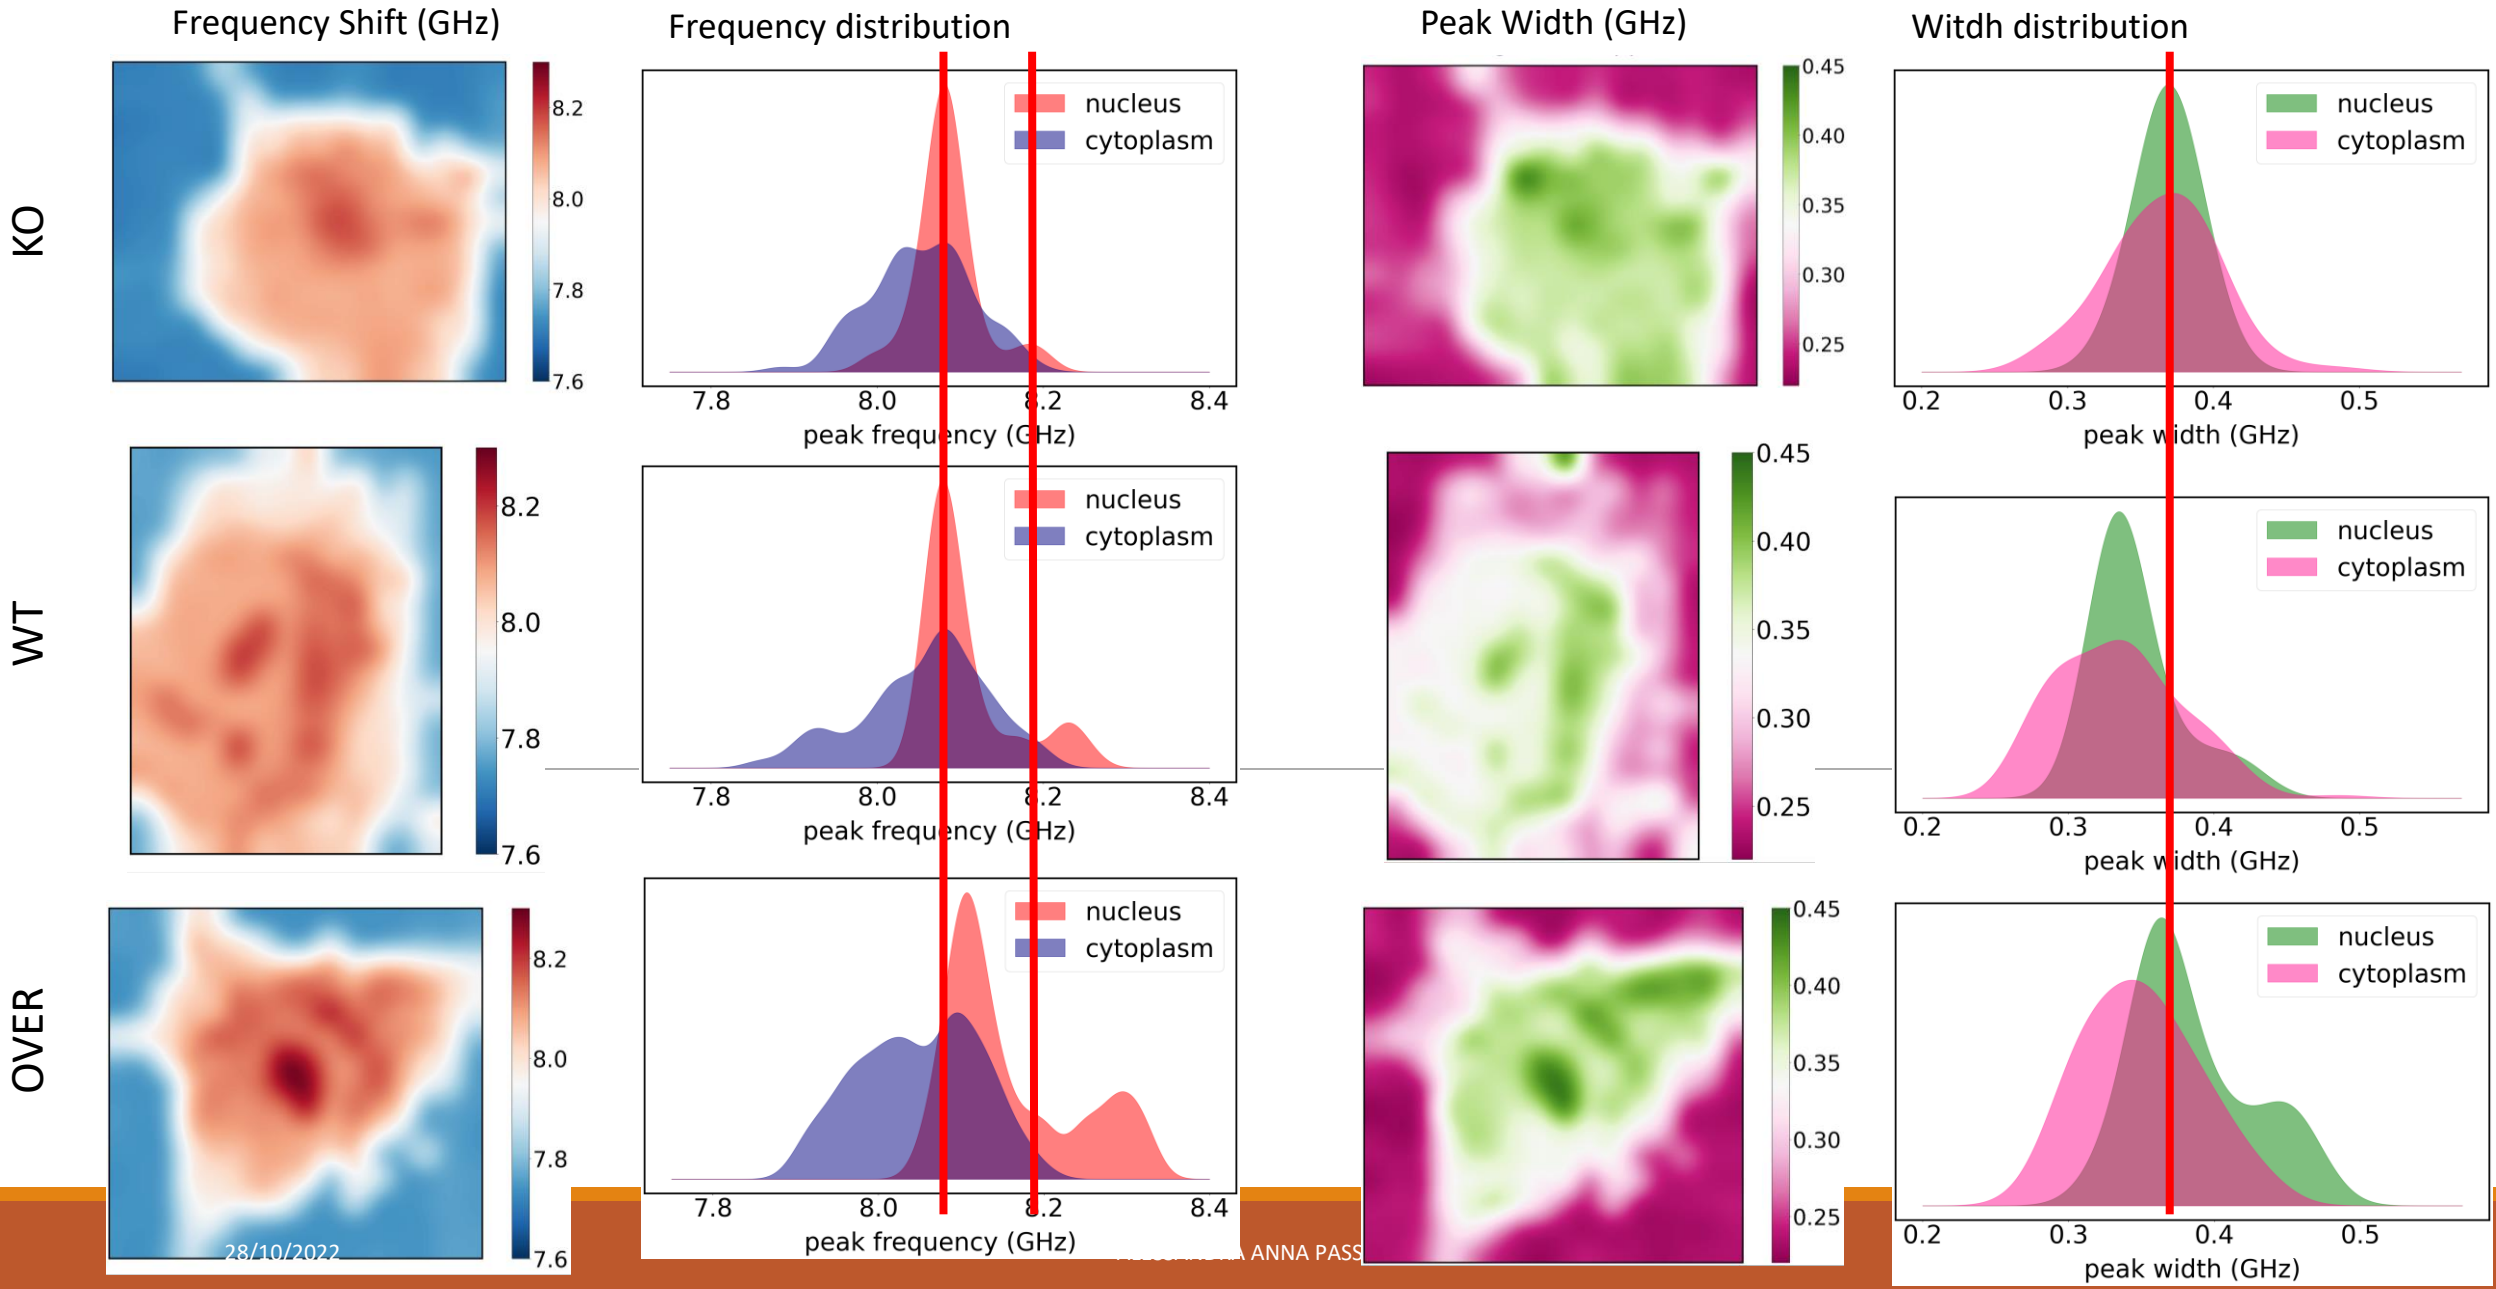 Frequency Shift (GHz)
Frequency distribution
Peak Width (GHz)
Witdh distribution
KO
8.2
8.0
7.8
7.6
nucleus
cytoplasm
7.8 8.0 8.2 8.4
peak frequency (GHz)
0.45
0.40
0.35
0.30
0.25
nucleus
cytoplasm
0.2 0.3 0.4 0.5
peak width (GHz)
WT
8.2
8.0
7.8
7.6
nucleus
cytoplasm
7.8 8.0 8.2 8.4
peak frequency (GHz)
0.45
0.40
0.35
0.30
0.25
nucleus
cytoplasm
0.2 0.3 0.4 0.5
peak width (GHz)
OVER
8.2
8.0
7.8
7.6
nucleus
cytoplasm
7.8 8.0 8.2 8.4
peak frequency (GHz)
0.45
0.40
0.35
0.30
0.25
nucleus
cytoplasm
0.2 0.3 0.4 0.5
peak width (GHz)
28/10/2022
ANNA PASS